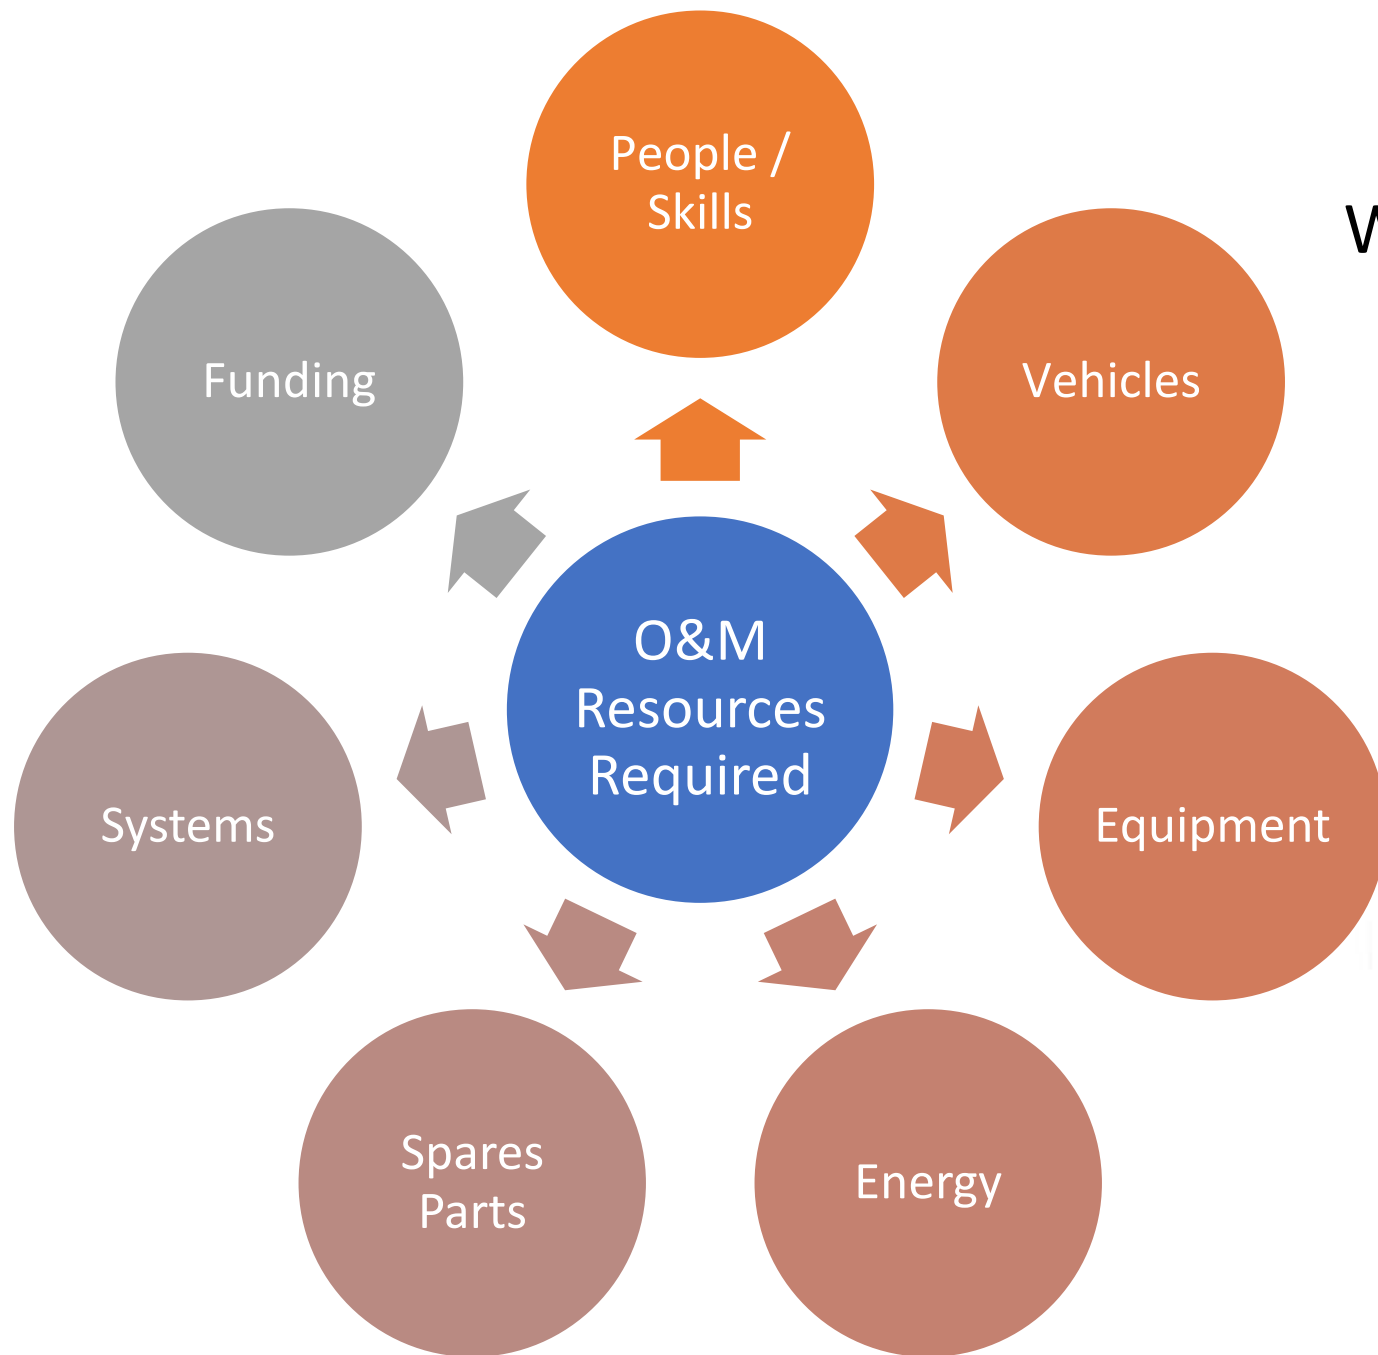 People /
Skills
W
Funding
Vehicles
O&M
Resources
Required
Systems
Equipment
Spares
Parts
Energy